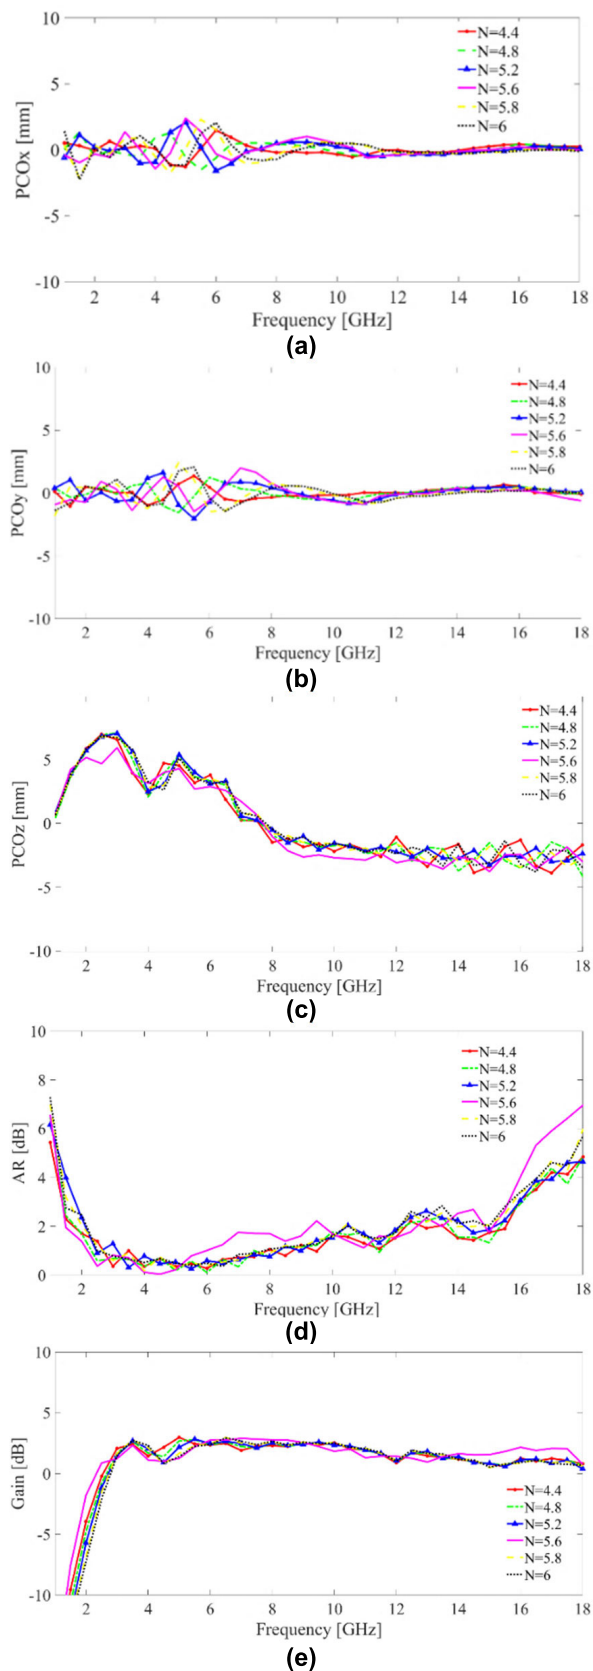 10
5
0
-5
-10
PCOx [mm]
N=4.4
N=4.8
N=5.2
N=5.6
N=5.8
N=6
2 4 6 8 10 12 14 16 18
Frequency [GHz]
(a)
10
5
0
-5
-10
PCOy [mm]
N=4.4
N=4.8
N=5.2
N=5.6
N=5.8
N=6
2 4 6 8 10 12 14 16 18
Frequency [GHz]
(b)
5
0
-5
-10
PCOz [mm]
N=4.4
N=4.8
N=5.2
N=5.6
N=5.8
N=6
2 4 6 8 10 12 14 16 18
Frequency [GHz]
(c)
10
8
6
4
2
0
AR [dB]
N=4.4
N=4.8
N=5.2
N=5.6
N=5.8
N=6
2 4 6 8 10 12 14 16 18
Frequency [GHz]
(d)
10
5
0
-5
-10
Gain [dB]
N=4.4
N=4.8
N=5.2
N=5.6
N=5.8
N=6
2 4 6 8 10 12 14 16 18
Frequency [GHz]
(e)